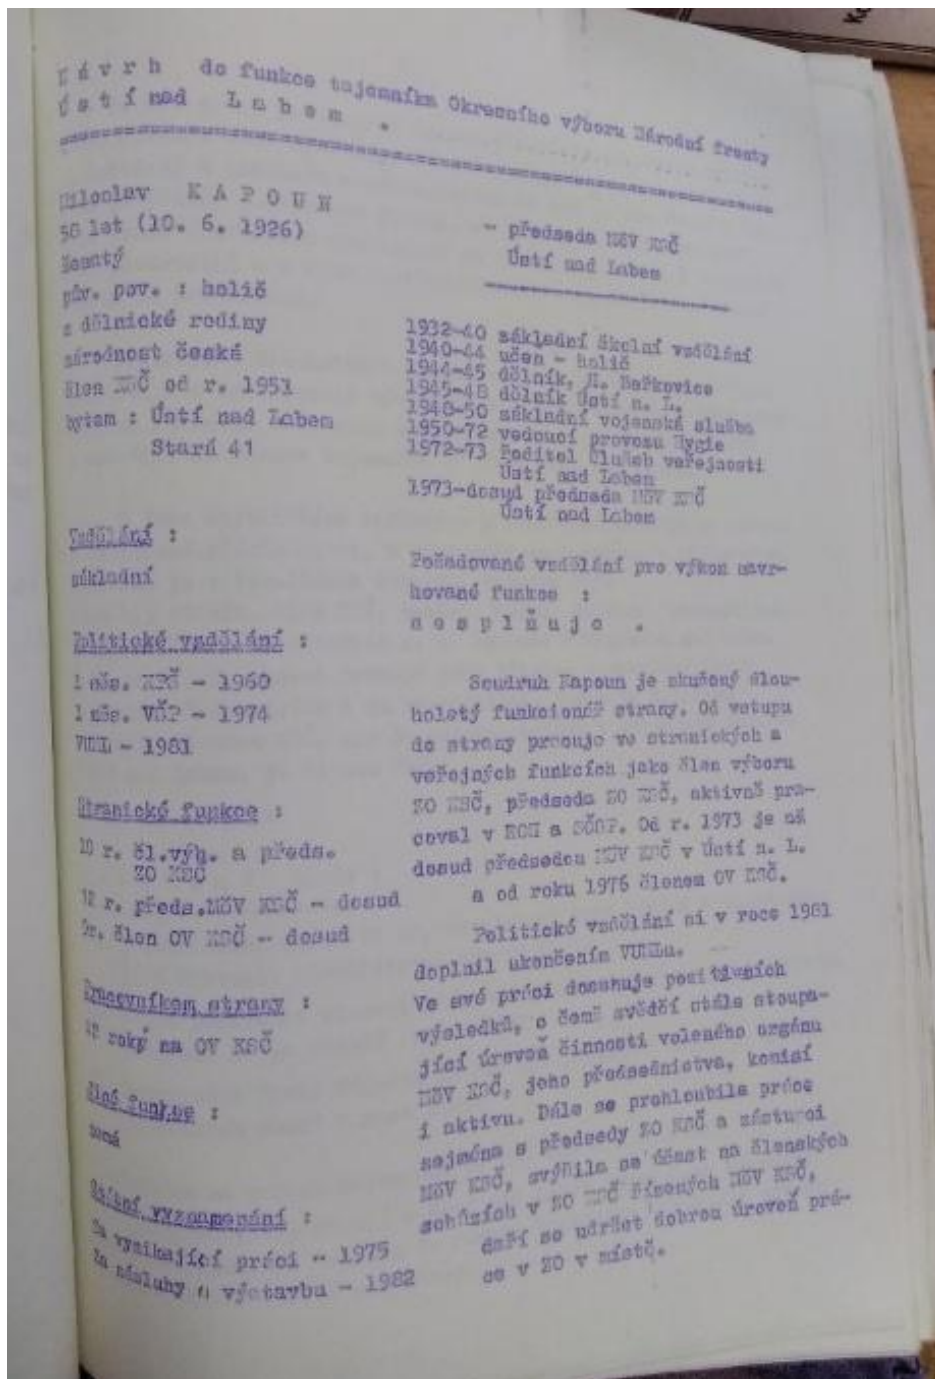 Návrh do funkce tajemníka Okresního výboru Národní fronty
Ústí nad Labem .
Miloslav KAPOUN
58 let (10. 6. 1926)
ženatý
pův. pov. : holič
z dělnické rodiny
národnost česká
člen KSČ od r. 1951
bytem : Ústí nad Labem
Stará 41
- předseda MěV KSČ
Ústí nad Labem
1932-40 základní školní vzdělání
1940-44 učen - holič
1944-45 dělník, H. Beřkovice
1945-48 dělník Ústí n. L.
1948-50 základní vojenská služba
1950-72 vedoucí provozu Hygie
1972-73 Ředitel Služeb veřejnosti
Ústí nad Labem
1973-dosud předseda MěV KSČ
Ústí nad Labem
Vzdělání :
základní
Požadované vzdělání pro výkon navr-
hované funkce :
nesplňuje .
Politické vzdělání :
1 měs. KPŠ - 1960
1 měs. VŠP - 1974
VUML - 1981
Stranické funkce :
10 r. čl.výb. a předs.
ZO KSČ
12 r. předs.MěV KSČ - dosud
9r. člen OV KSČ - dosud
Pracovníkem strany :
12 roký na OV KSČ
Jiné funkce :
nemá
Státní vyznamenání :
Za vynikající práci - 1975
Za zásluhy o výstavbu - 1982
Soudruh Kapoun je zkušený dlou-
holetý funkcionář strany. Od vstupu
do strany pracuje ve stranických a
veřejných funkcích jako člen výboru
ZO KSČ, předseda ZO KSČ, aktivně pra-
coval v ROH a SČSP. Od r. 1973 je až
dosud předsedou MěV KSČ v Ústí n. L.
a od roku 1976 členem OV KSČ.
Politické vzdělání si v roce 1981
doplnil ukončením VUMLu.
Ve své práci dosahuje pozitivních
výsledků, o čemž svědčí stále stoupa-
jící úroveň činnosti voleného orgánu
MěV KSČ, jeho předsednictva, komisí
i aktivu. Dále se prohloubila práce
zejména s předsedy ZO KSČ a zástupci
MěV KSČ, zvýšila se účast na členských
schůzích v ZO KSČ řízených MěV KSČ,
daří se udržet dobrou úroveň prá-
ce v ZO v místě.